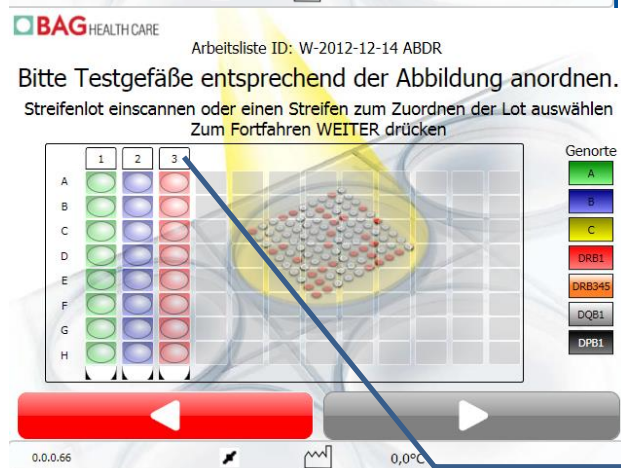 BAG HEALTH CARE
Arbeitsliste ID: W-2012-12-14 ABDR
Bitte Testgefäße entsprechend der Abbildung anordnen.
Streifenlot einscannen oder einen Streifen zum Zuordnen der Lot auswählen
Zum Fortfahren WEITER drücken
Genorte
1 2 3
A
B
C
D
E
F
G
H
A
B
C
DRB1
DRB345
DQB1
DPB1
0.0.0.66
0,0°C